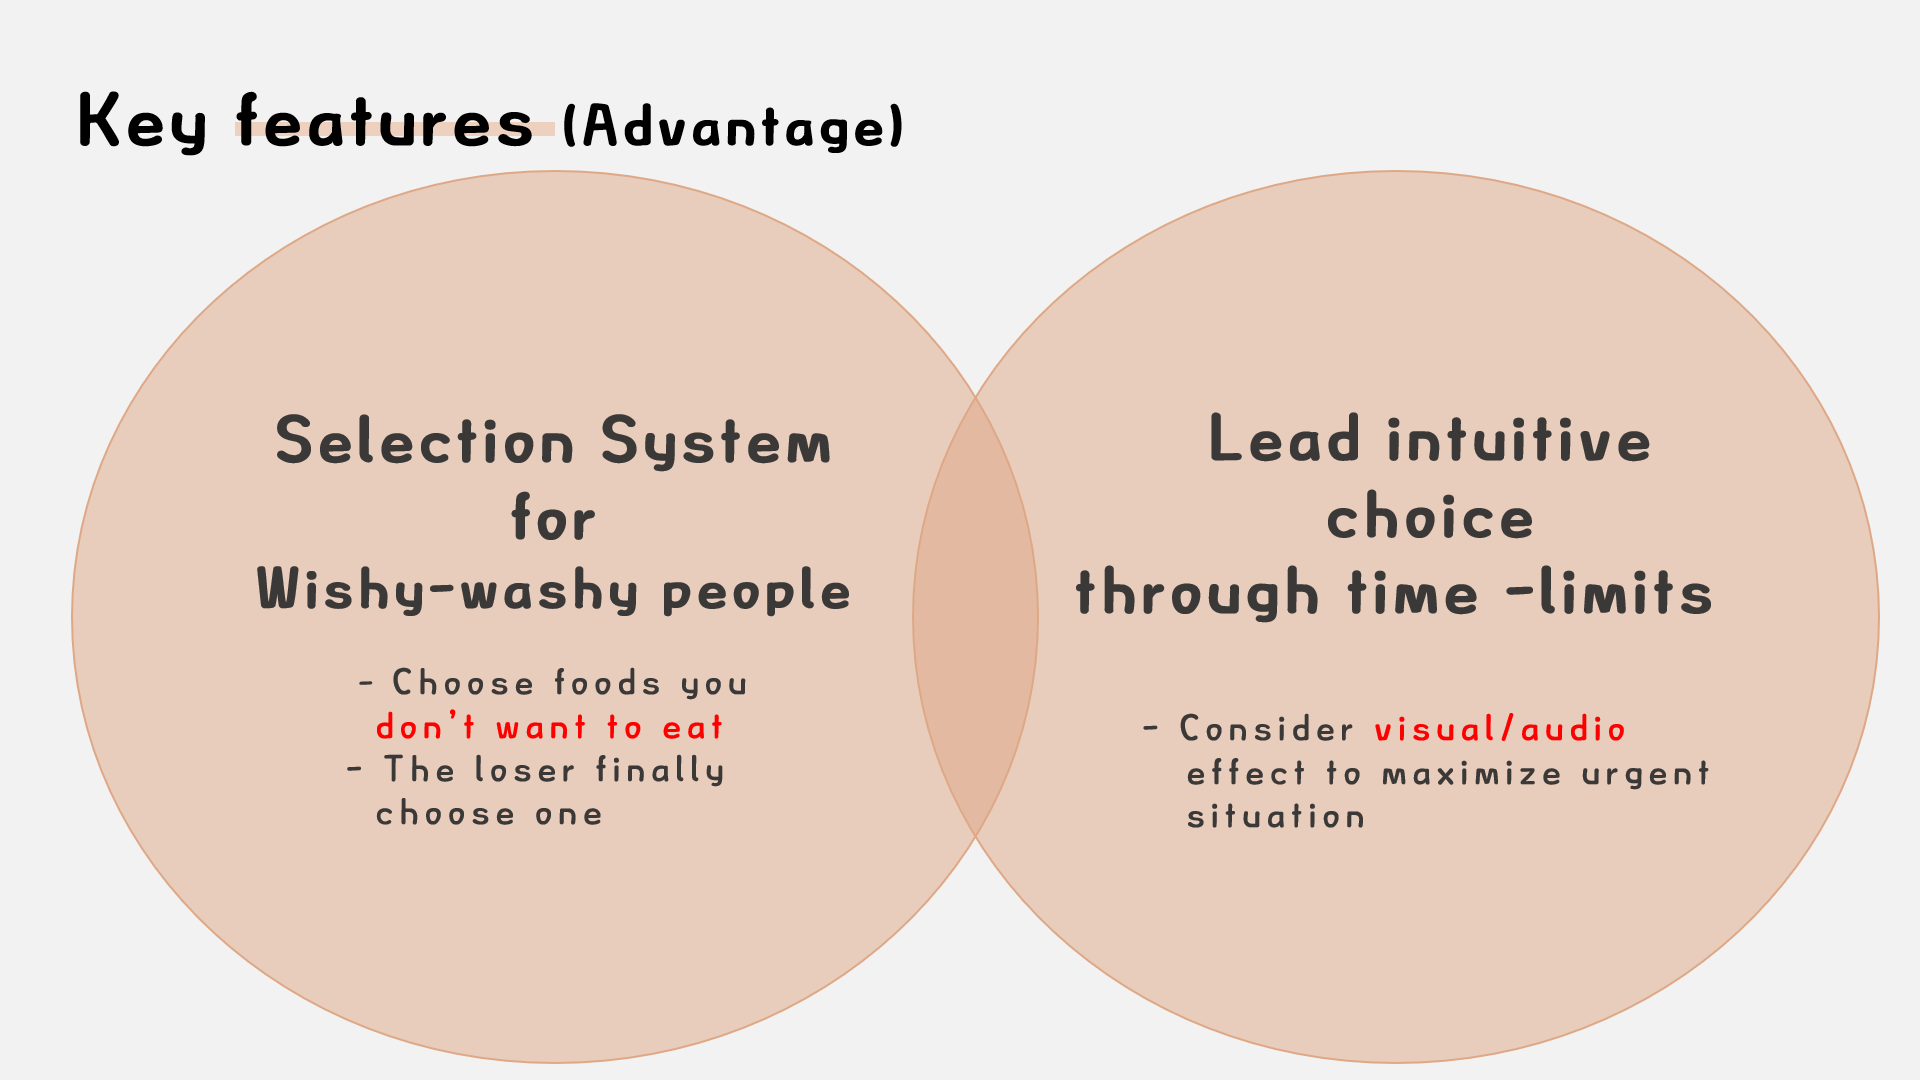 Key features (Advantage)
Selection System
for
Wishy-washy people
- Choose foods you
don't want to eat
- The loser finally
choose one
Lead intuitive
choice
through time -limits
- Consider visual/audio
effect to maximize urgent
situation